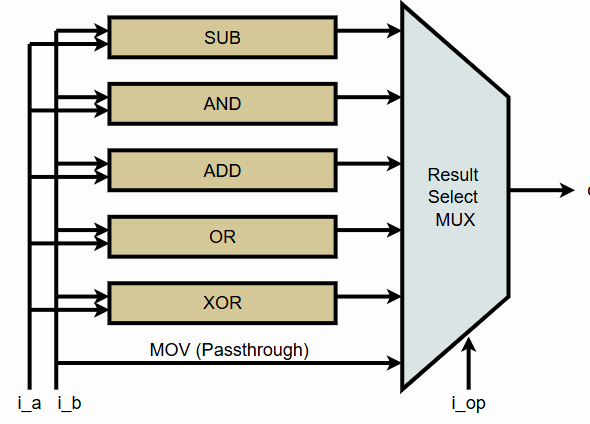 SUB
AND
ADD
OR
XOR
MOV (Passthrough)
Result
Select
MUX
i_a
i_b
i_op